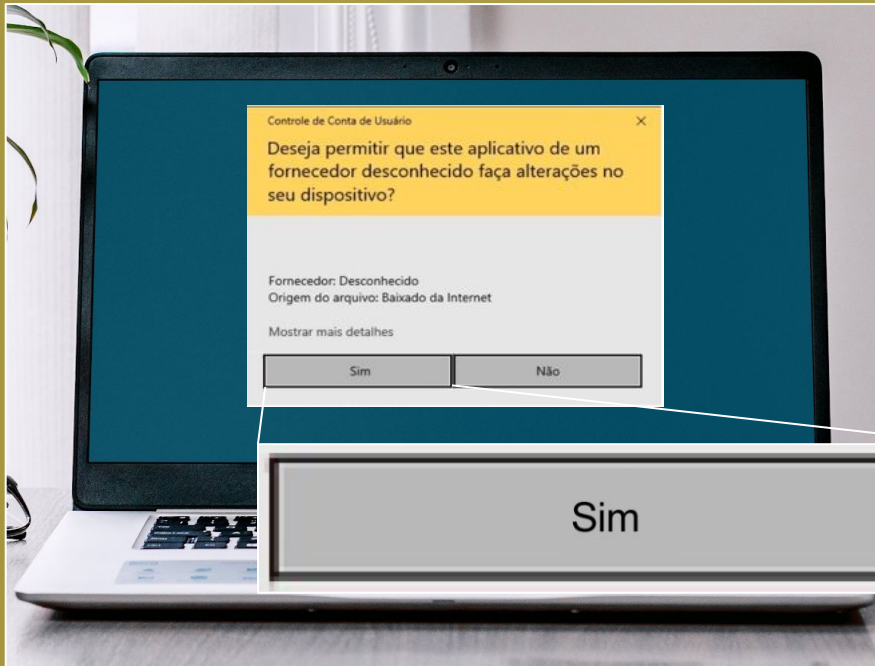 Controle de Conta de Usuário
Deseja permitir que este aplicativo de um
fornecedor desconhecido faça alterações no
seu dispositivo?
Fornecedor: Desconhecido
Origem do arquivo: Baixado da Internet
Mostrar mais detalhes
Sim
Não
Sim